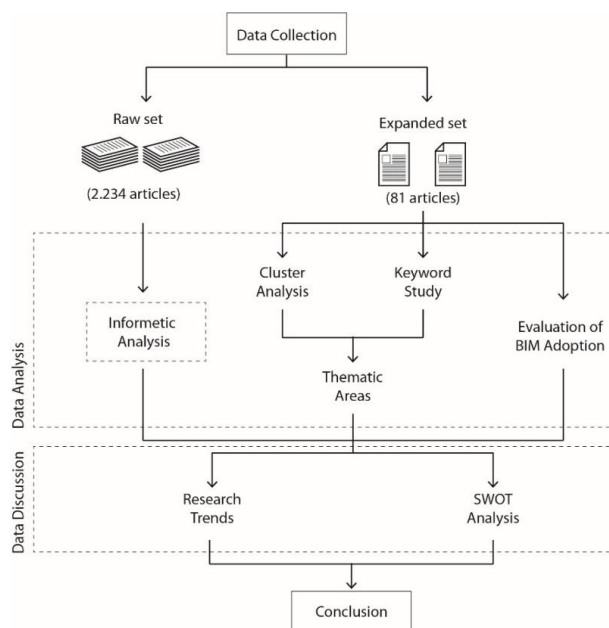 Data Collection
Raw set
Expanded set
(2.234 articles)
(81 articles)
Data Analysis
Cluster
Analysis
Keyword
Study
Informetic
Analysis
Evaluation of
BIM Adoption
Thematic
Areas
Data Discussion
Research
Trends
SWOT
Analysis
Conclusion